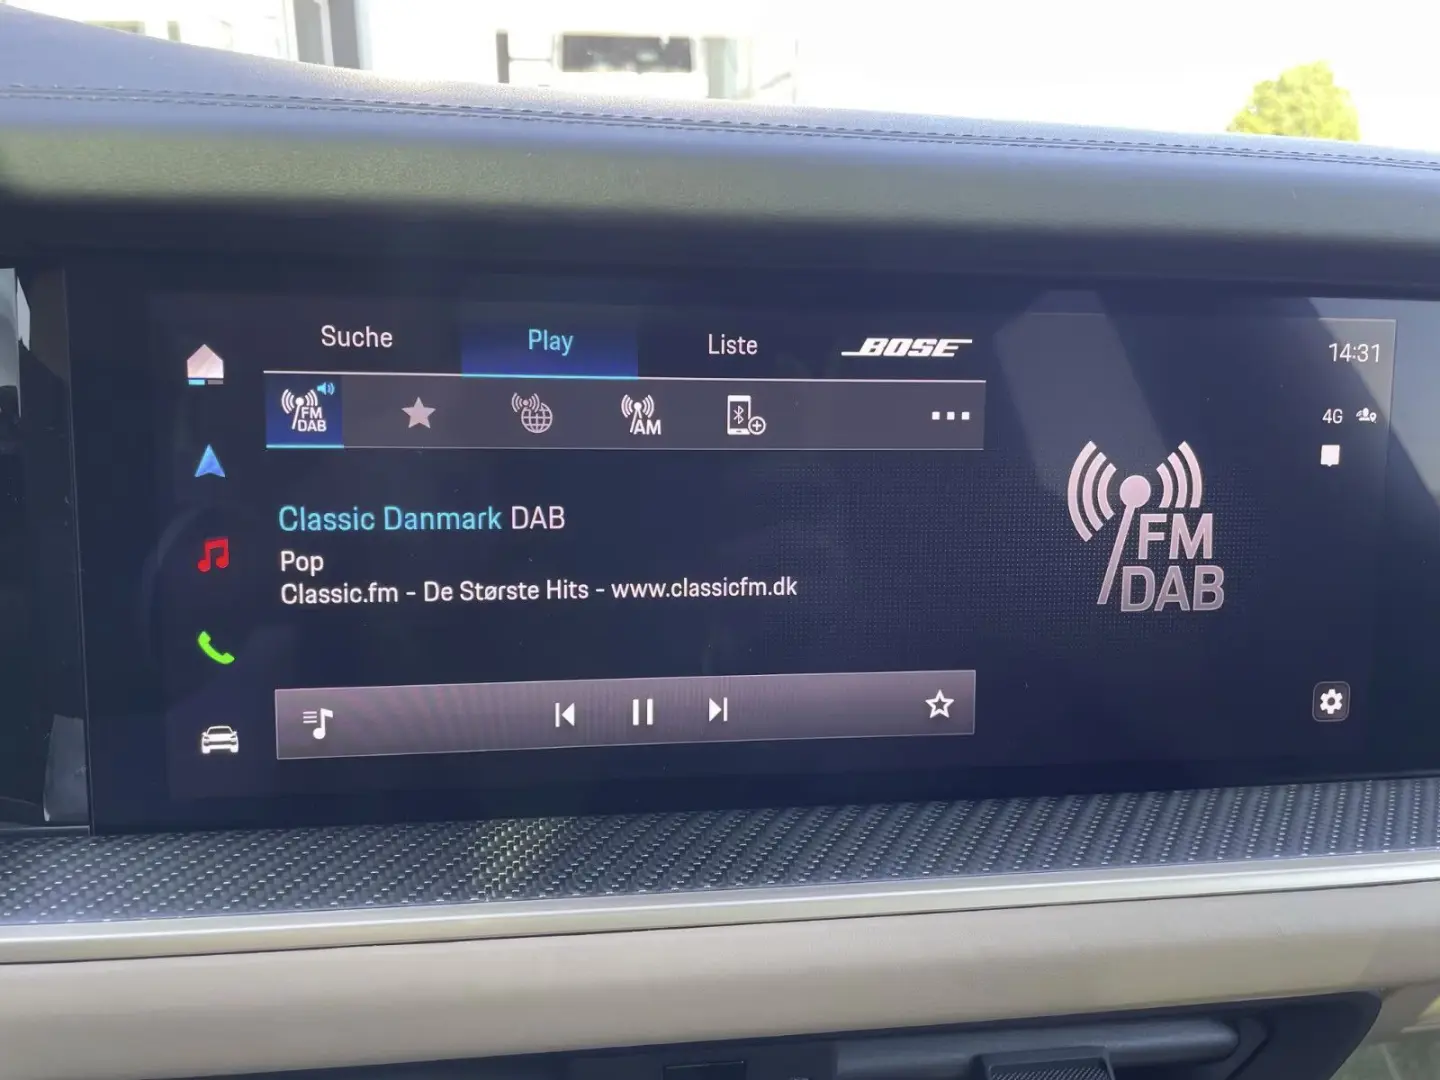 Suche
Play
Liste
BOSE
14:31
FM
DAB
AM
4G
Classic Danmark DAB
Pop
Classic.fm - De Største Hits - www.classicfm.dk
FM
DAB